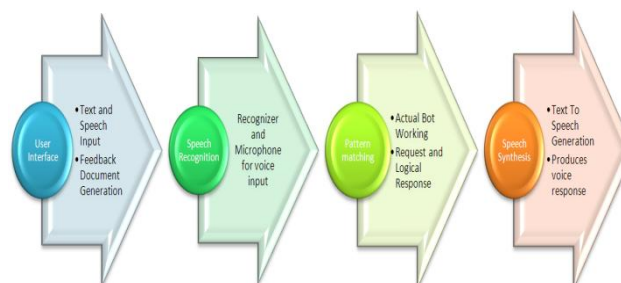 User
Interface
• Text and
Speech
Input
• Feedback
Document
Generation
Speech
Recognition
Recognizer
and
Microphone
for voice
input
Pattern
matching
• Actual Bot
Working
• Request and
Logical
Response
Speech
Synthesis
• Text To
Speech
Generation
• Produces
voice
response